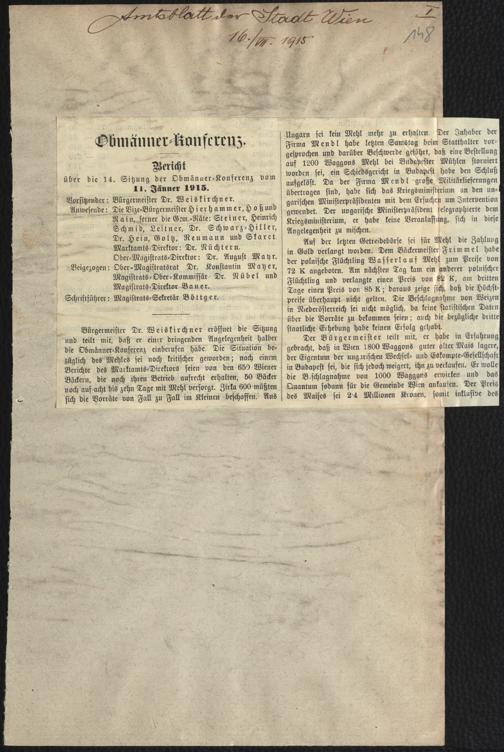 Amtsblatt der Stadt Wien
I
16./VII. 1915
148
Obmänner-Konferenz.
Bericht
über die 14. Sitzung der Obmänner-Konferenz vom
11. Jänner 1915.
Vorsitzender: Bürgermeister Dr. Weiskirchner.
Anwesende: Die Vize-Bürgermeister Hierhammer, Hoß und
Rain, ferner die Gem.-Räte: Steiner, Heinrich
Schmid, Leitner, Dr. Schwarz-Hiller,
Dr. Hein, Goltz, Neumann und Skaret.
Marktamts-Direktor: Dr. Nüchtern.
Ober-Magistrats-Direktor: Dr. August Mayr.
Beigezogen: Ober-Magistratsrat Dr. Konstantin Mayer,
Magistrats-Ober-Kommissär Dr. Nübel und
Magistrats-Direktor Bauer.
Schriftführer: Magistrats-Sekretär Böttger.
Bürgermeister Dr. Weiskirchner eröffnet die Sitzung
und teilt mit, daß er einer dringenden Angelegenheit halber
die Obmänner-Konferenz einberufen habe. Die Situation be-
züglich des Mehles sei noch kritischer geworden; nach einem
Berichte des Marktamts-Direktors seien von den 659 Wiener
Bäckern, die noch ihren Betrieb aufrecht erhalten, 50 Bäcker
noch auf acht bis zehn Tage mit Mehl versorgt. Zirka 600 müßten
sich die Vorräte von Fall zu Fall im Kleinen beschaffen. Aus
Ungarn sei kein Mehl mehr zu erhalten. Der Inhaber der
Firma Mendl habe letzten Samstag beim Statthalter vor-
gesprochen und darüber Beschwerde geführt, daß eine Bestellung
auf 1200 Waggons Mehl bei Budapester Mühlen storniert
worden sei, ein Schiedsgericht in Budapest habe den Schluß
aufgelöst. Da der Firma Mendl große Militärlieferungen
übertragen sind, habe sich das Kriegsministerium an den un-
garischen Ministerpräsidenten mit dem Ersuchen um Intervention
gewendet. Der ungarische Ministerpräsident telegraphierte dem
Kriegsministerium, er habe keine Veranlassung, sich in diese
Angelegenheit zu mischen.
Auf der letzten Getreidebörse sei für Mehl die Zahlung
in Gold verlangt worden. Dem Bäckermeister Frimmel habe
der polnische Flüchtling Wasserlauf Mehl zum Preise von
72 K angeboten. Am nächsten Tag kam ein anderer polnischer
Flüchtling und verlangte einen Preis von 82 K, am dritten
Tage einen Preis von 85 K; daraus zeige sich, daß die Höchst-
preise überhaupt nicht gelten. Die Beschlagnahme von Weizen
in Niederösterreich sei nicht möglich, da keine statistischen Daten
über die Vorräte zu bekommen seien; auch die bezügliche dritte
staatliche Erhebung habe keinen Erfolg gehabt.
Der Bürgermeister teilt mit, er habe in Erfahrung
gebracht, daß in Wien 1800 Waggons guter alter Mais lagere,
der Eigentum der ungarischen Wechsel- und Eskompte-Gesellschaft
in Budapest sei, die sich jedoch weigert, ihn zu verkaufen. Er wolle
die Beschlagnahme von 1000 Waggons erwirken und das
Quantum sodann für die Gemeinde Wien ankaufen. Der Preis
des Maises sei 2·4 Millionen Kronen, somit inklusive des